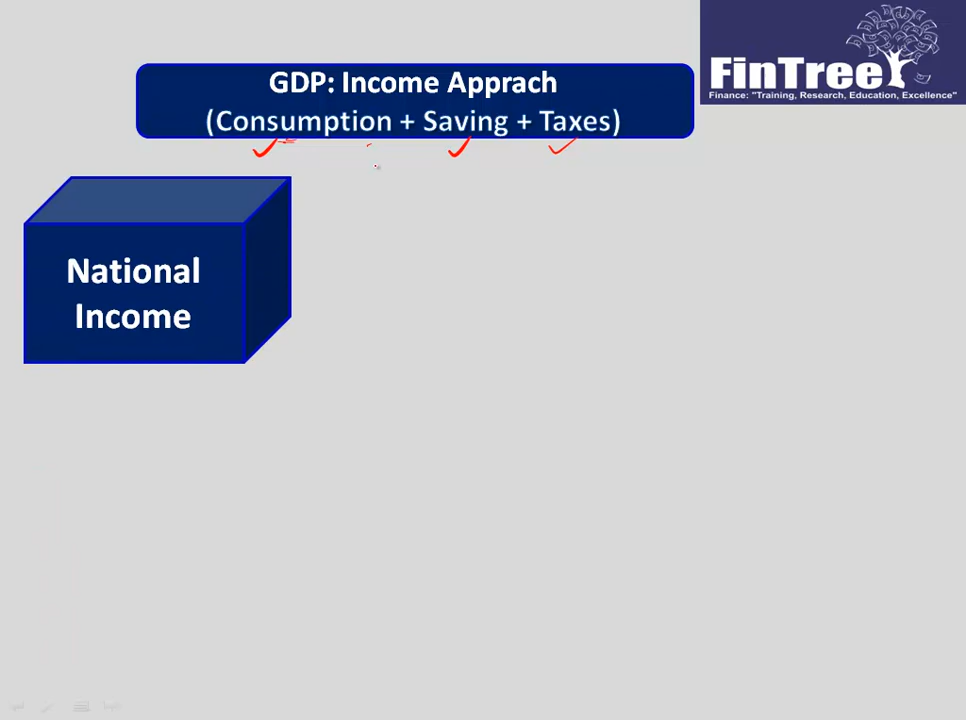 GDP: Income Apprach
(Consumption + Saving + Taxes)
FinTree
Finance: "Training, Research, Education, Excellence"
National
Income